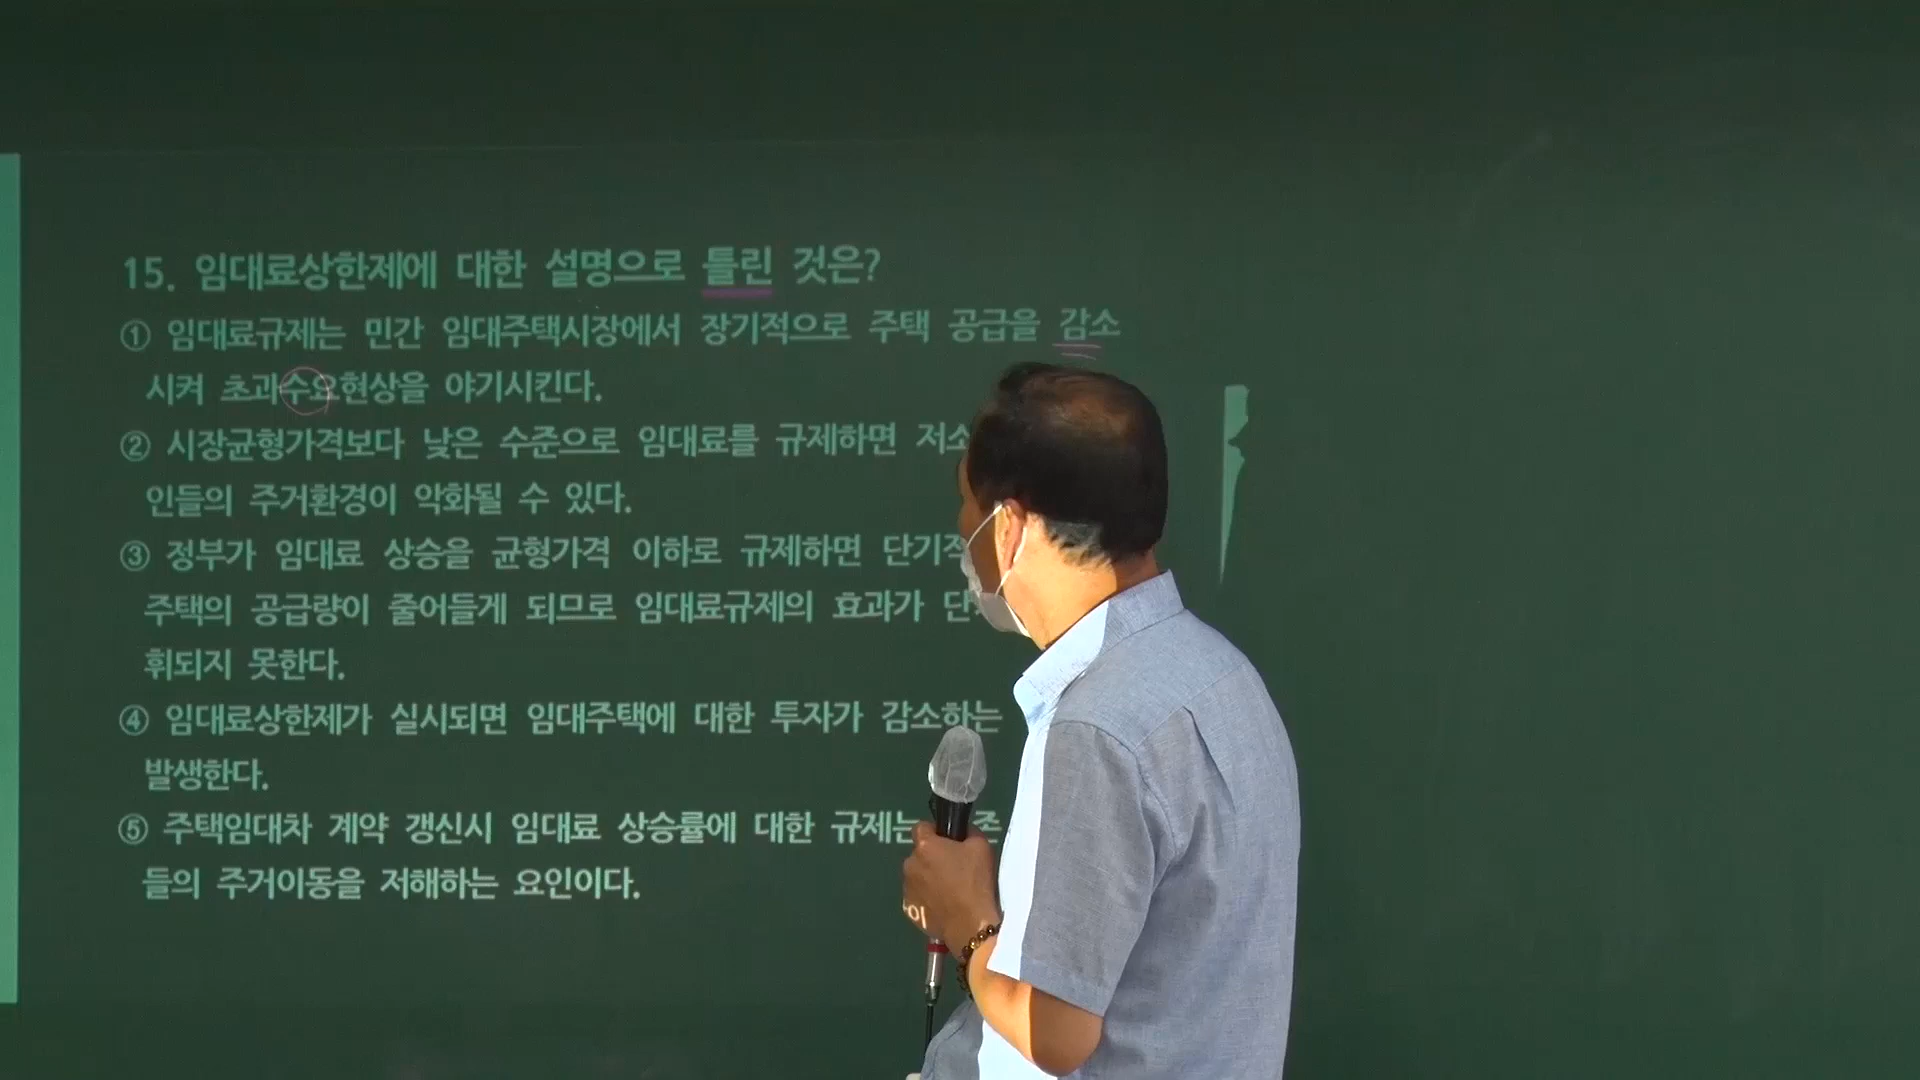 15. 임대료상한제에 대한 설명으로 틀린 것은?
① 임대료규제는 민간 임대주택시장에서 장기적으로 주택 공급을 감소
시켜 초과수요현상을 야기시킨다.
② 시장균형가격보다 낮은 수준으로 임대료를 규제하면
인들의 주거환경이 악화될 수 있다.
③ 정부가 임대료 상승을 균형가격 이하로 규제하면
주택의 공급량이 줄어들게 되므로 임대료규제의 효과가
휘되지 못한다.
④ 임대료상한제가 실시되면 임대주택에 대한 투자가 감소하는
발생한다.
⑤ 주택임대차 계약 갱신시 임대료 상승률에 대한 규제는
들의 주거이동을 저해하는 요인이다.